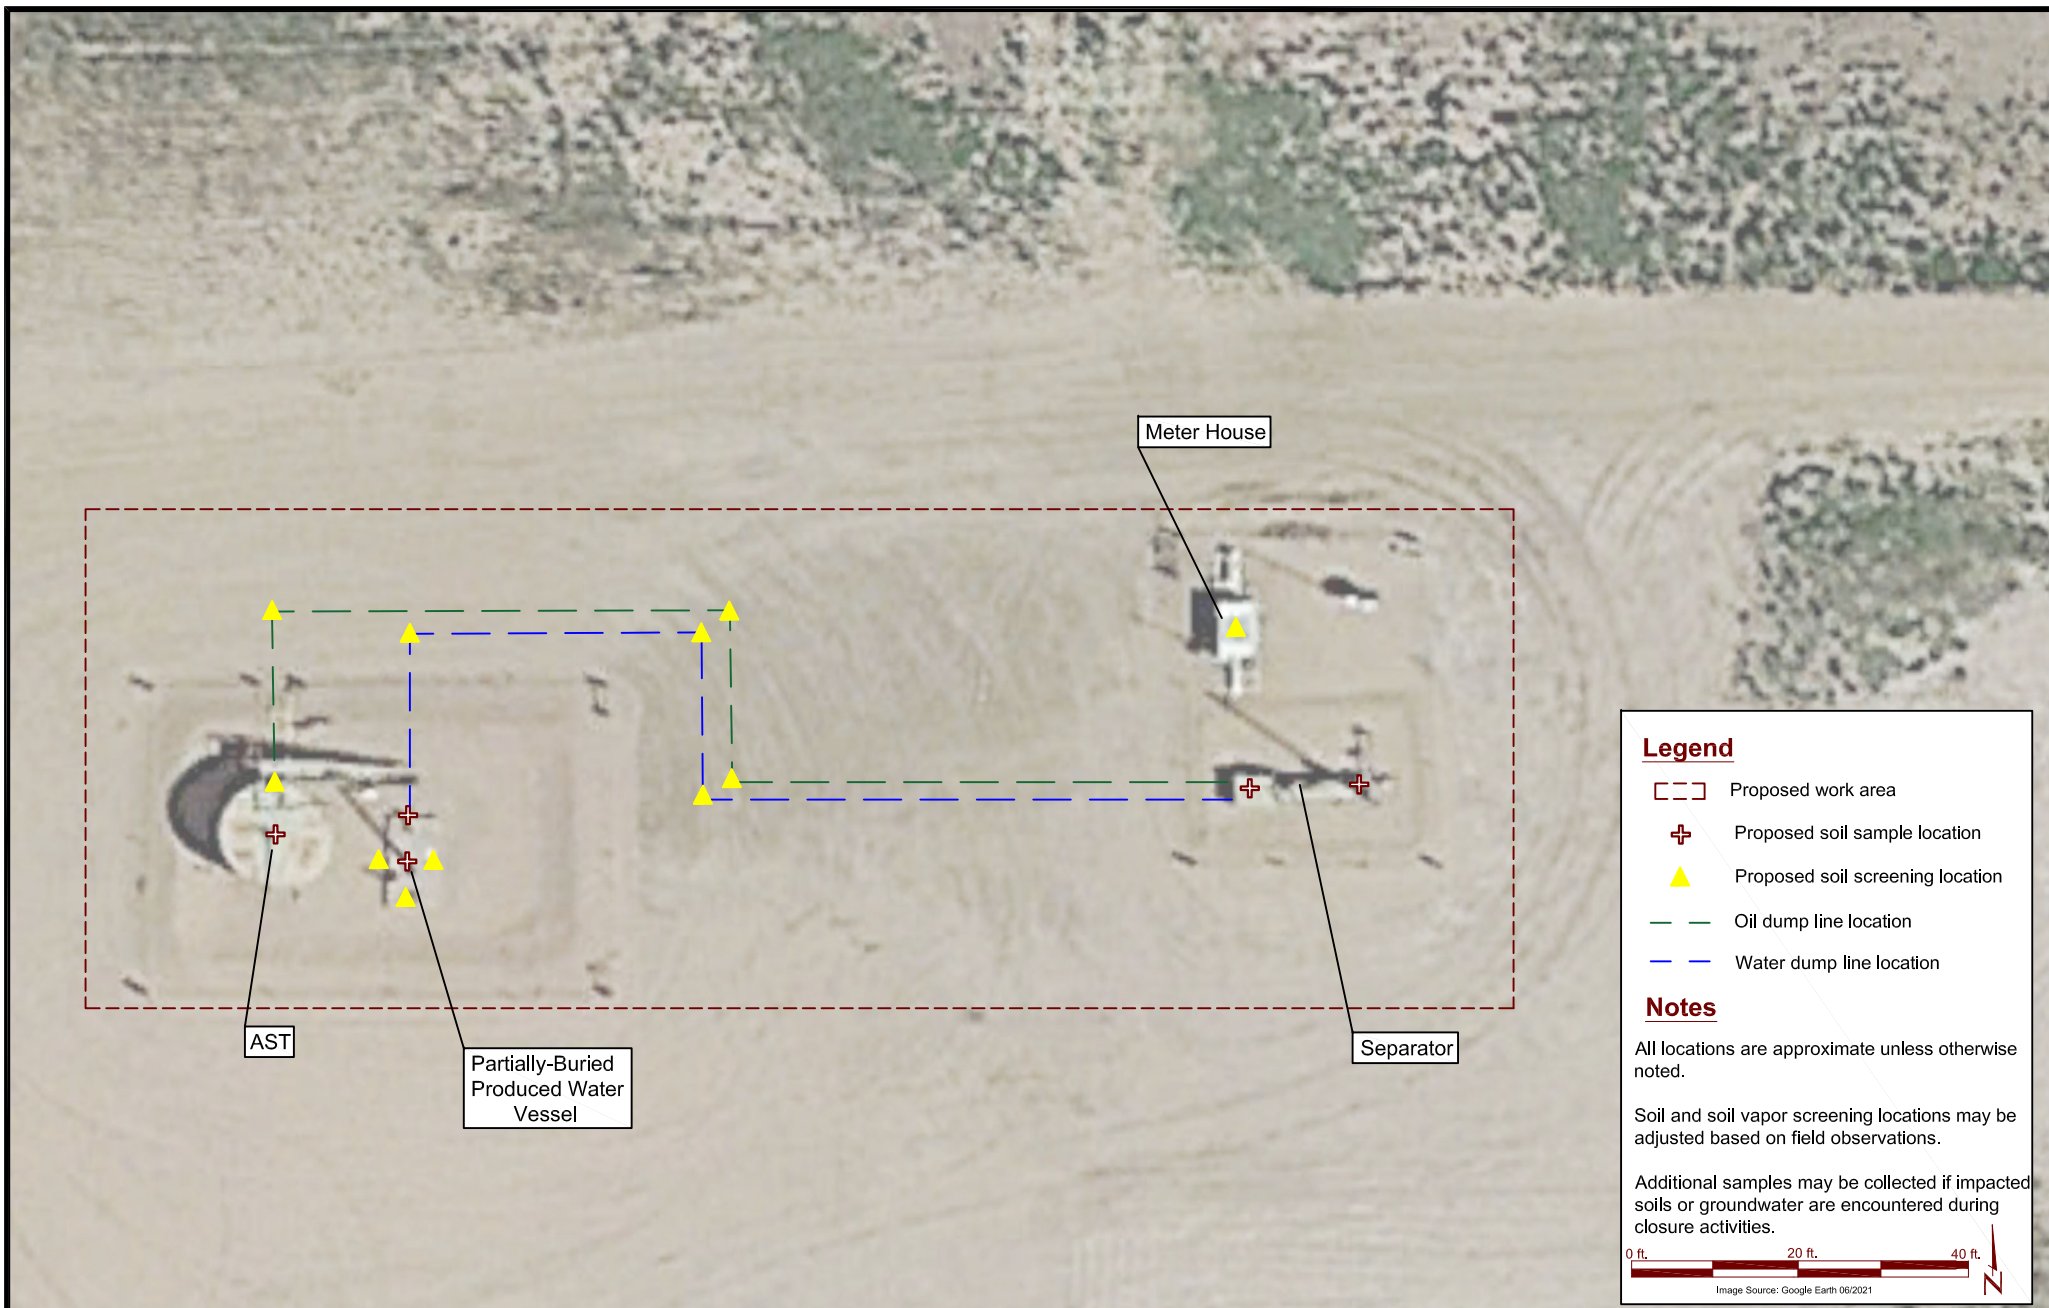 Meter House
AST
Partially-Buried
Produced Water
Vessel
Separator
Legend
Proposed work area
Proposed soil sample location
Proposed soil screening location
Oil dump line location
Water dump line location
Notes
All locations are approximate unless otherwise
noted.
Soil and soil vapor screening locations may be
adjusted based on field observations.
Additional samples may be collected if impacted
soils or groundwater are encountered during
closure activities.
0 ft. 20 ft. 40 ft.
N
Image Source: Google Earth 06/2021